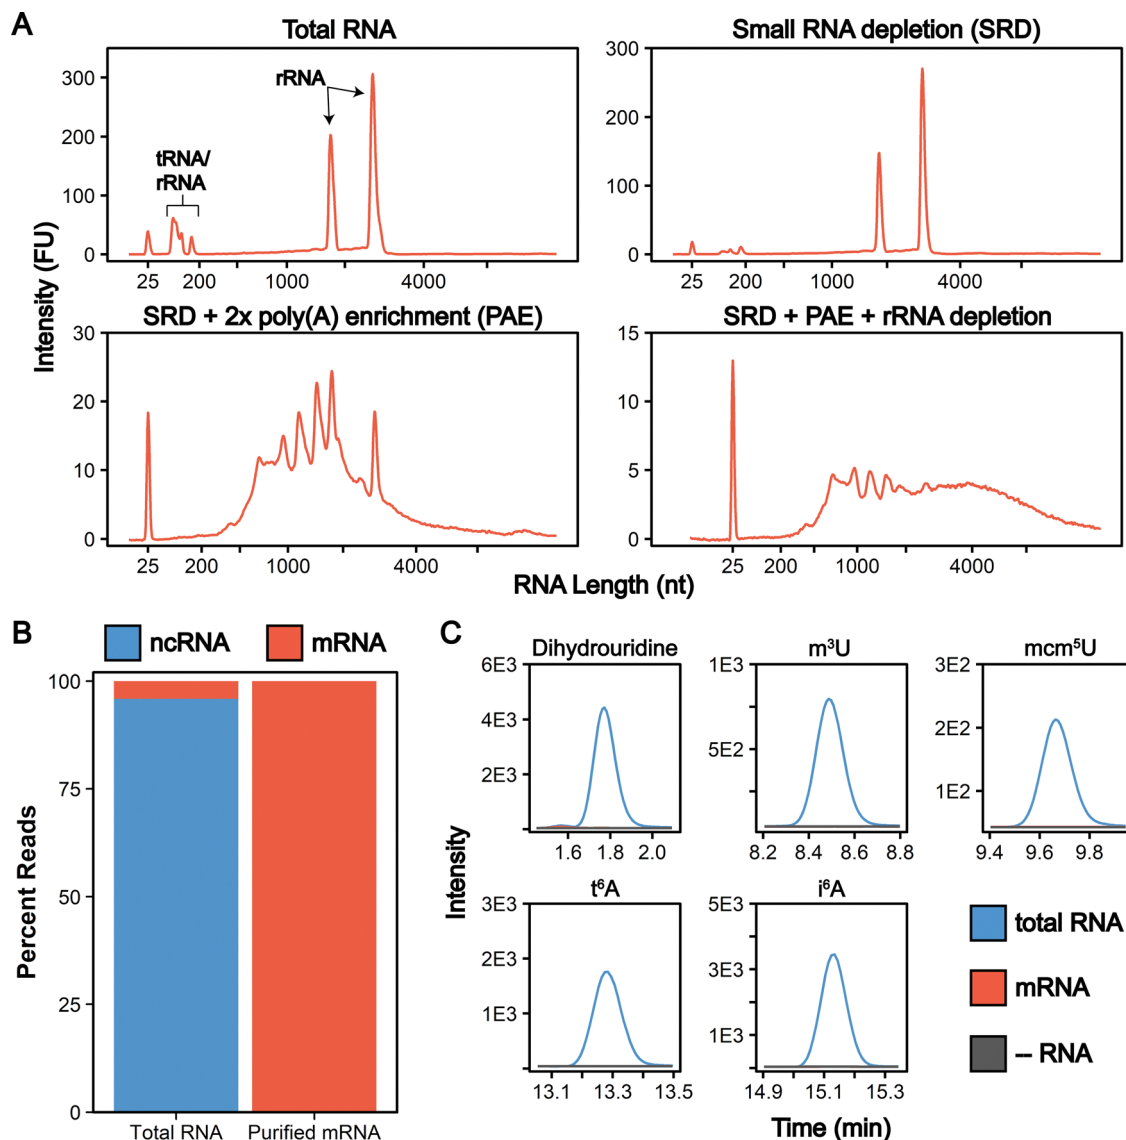 A
Total RNA
Small RNA depletion (SRD)
Intensity (FU)
300
200
100
0
rRNA
tRNA/
rRNA
25 200 1000 4000
300
200
100
0
25 200 1000 4000
SRD + 2x poly(A) enrichment (PAE)
SRD + PAE + rRNA depletion
30
20
10
0
25 200 1000 4000
15
10
5
0
25 200 1000 4000
RNA Length (nt)
B
ncRNA mRNA
Percent Reads
100
75
50
25
0
Total RNA Purified mRNA
C
Intensity
Dihydrouridine
6E3
4E3
2E3
1.6 1.8 2.0
m³U
1E3
5E2
8.2 8.4 8.6 8.8
mcm⁵U
3E2
2E2
1E2
9.4 9.6 9.8
t⁶A
3E3
2E3
1E3
13.1 13.3 13.5
i⁶A
5E3
3E3
1E3
14.9 15.1 15.3
Time (min)
total RNA
mRNA
-- RNA